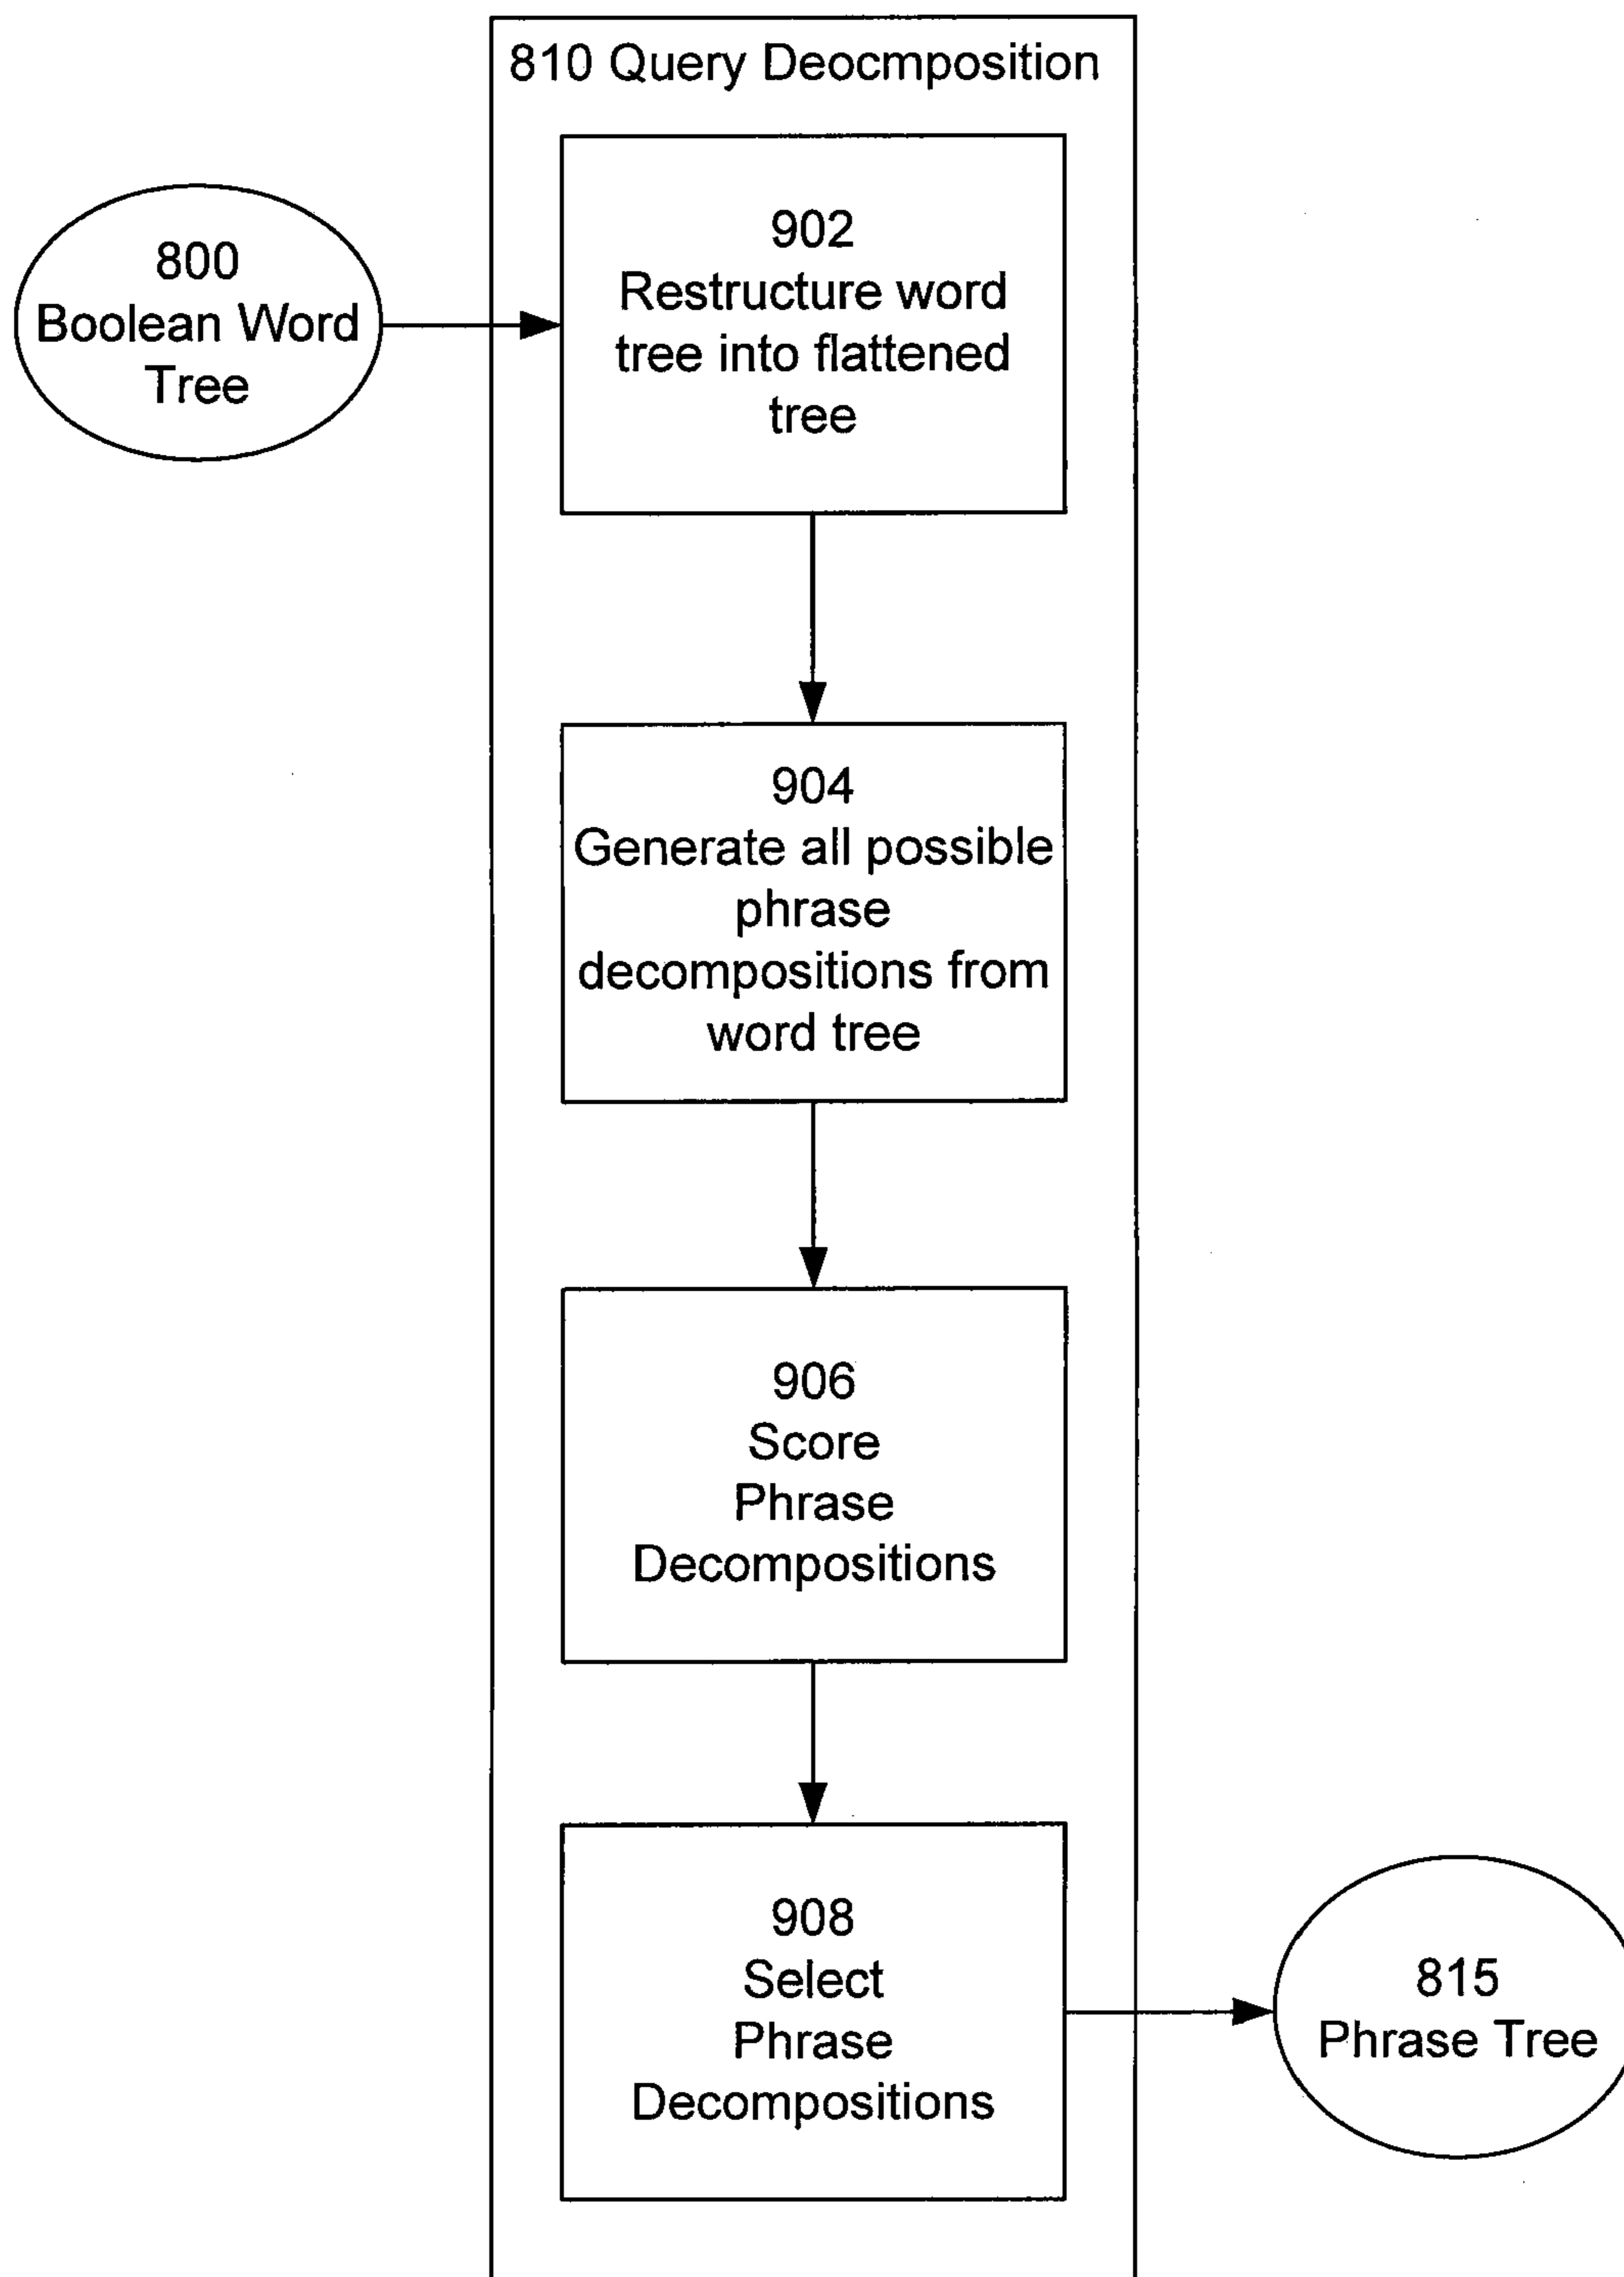 810 Query Deocmposition
800
Boolean Word
Tree
902
Restructure word
tree into flattened
tree
904
Generate all possible
phrase
decompositions from
word tree
906
Score
Phrase
Decompositions
908
Select
Phrase
Decompositions
815
Phrase Tree